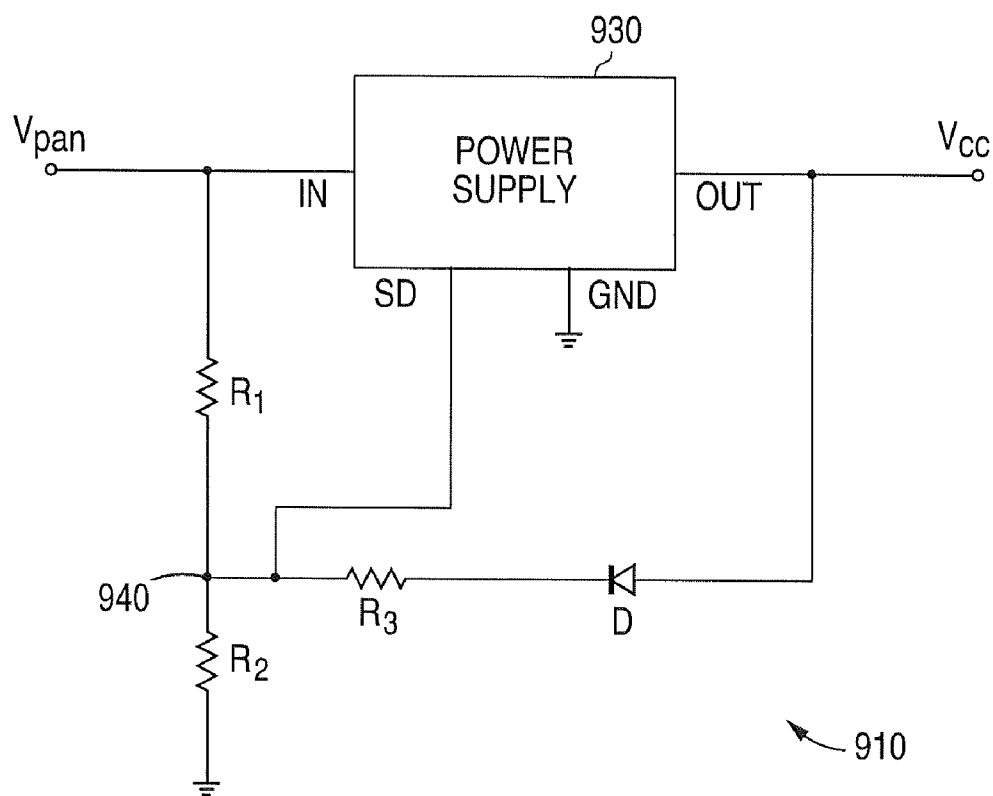 930
Vpan
POWER
SUPPLY
Vcc
IN
OUT
SD
GND
R1
940
R3
D
R2
910